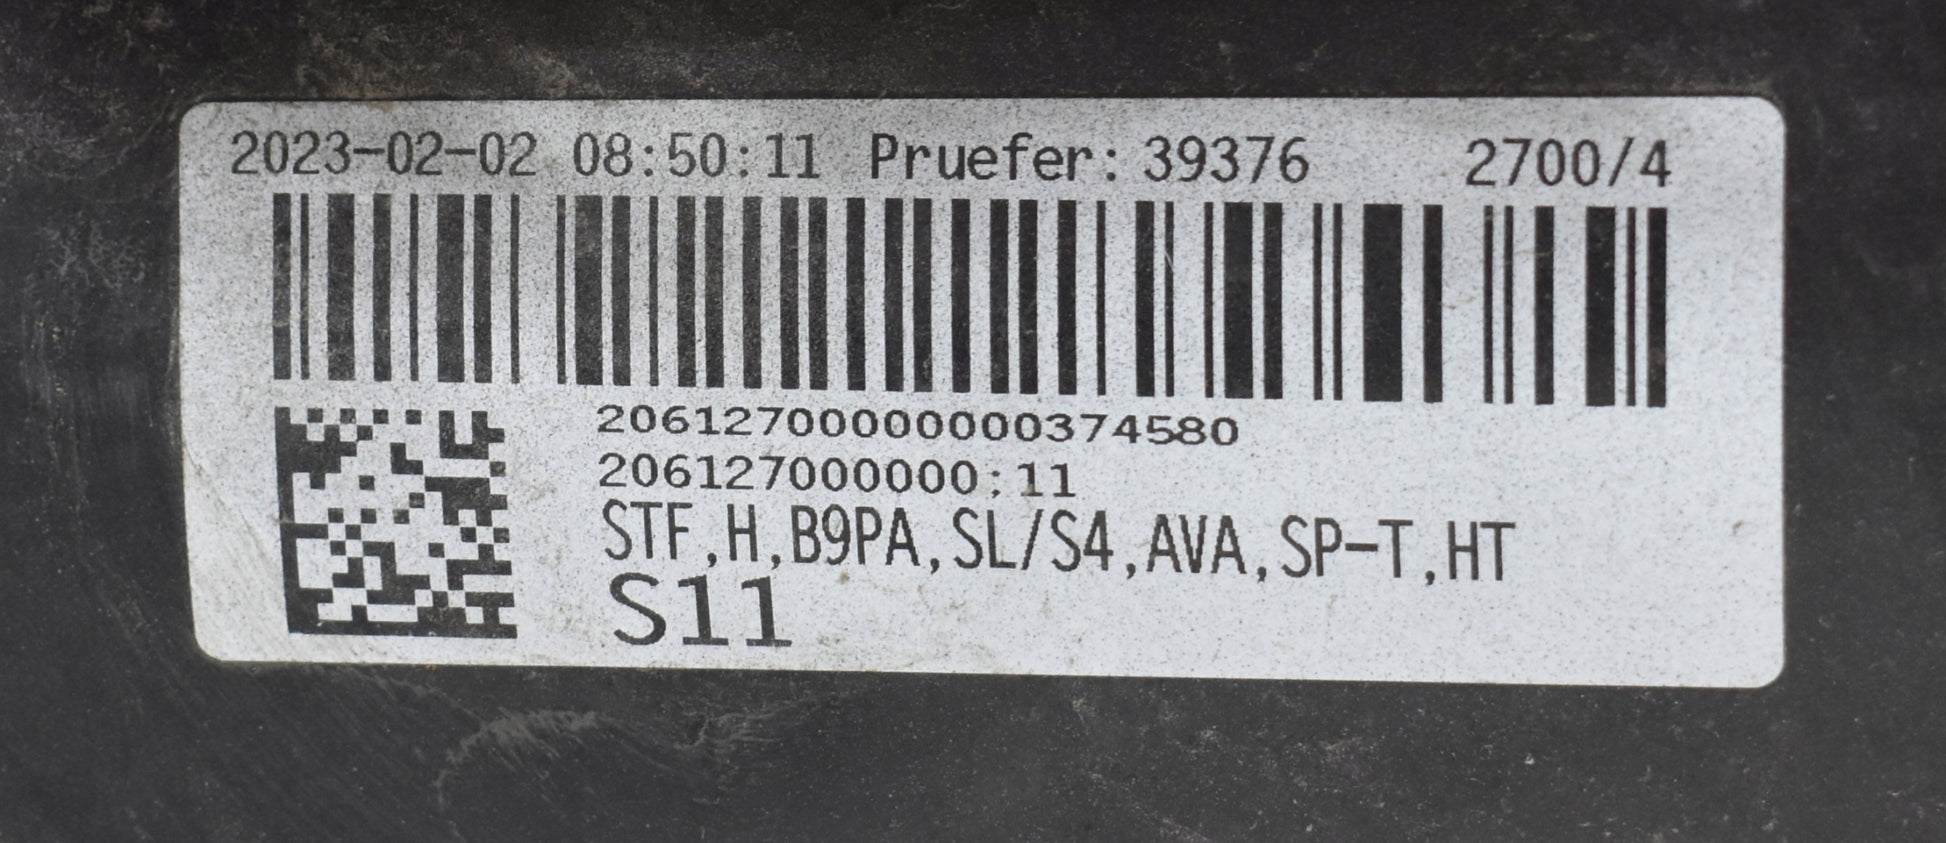 2023-02-02 08:50:11 Pruefer: 39376 2700/4
20612700000000374580
206127000000:11
STF,H,B9PA,SL/S4,AVA,SP-T,HT
S11